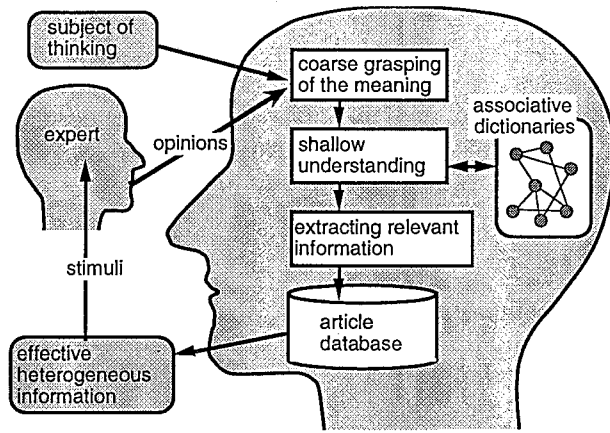 subject of
thinking
coarse grasping
of the meaning
associative
dictionaries
expert
opinions
shallow
understanding
extracting relevant
information
stimuli
article
database
effective
heterogeneous
information